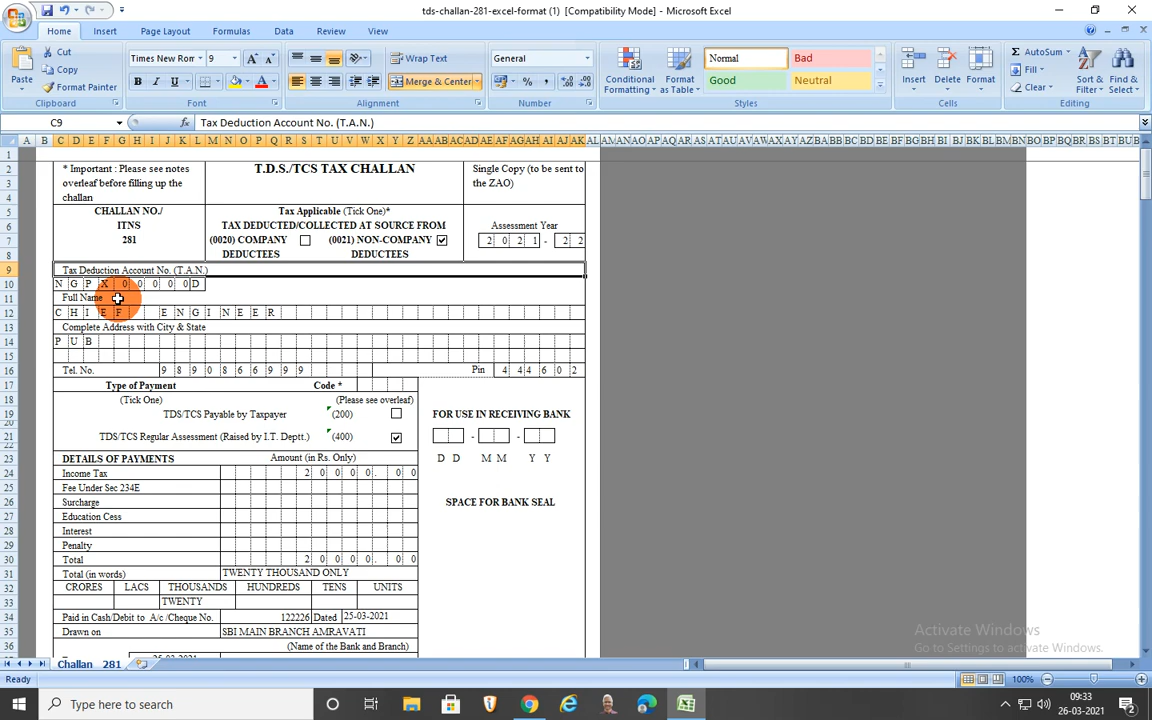 tds-challan-281-excel-format (1) [Compatibility Mode] - Microsoft Excel
Home Insert Page Layout Formulas Data Review View
Cut
Copy
Format Painter
Paste
Clipboard
Times New Rom 9
Font
Wrap Text
Merge & Center
Alignment
General
Number
Conditional Formatting
Format as Table
Normal Bad
Good Neutral
Styles
Insert Delete Format
Cells
AutoSum
Fill
Clear
Sort & Filter
Find & Select
Editing
C9
fx Tax Deduction Account No. (T.A.N.)
* Important : Please see notes overleaf before filling up the challan
T.D.S./TCS TAX CHALLAN
Single Copy (to be sent to the ZAO)
CHALLAN NO./
ITNS
281
Tax Applicable (Tick One)*
TAX DEDUCTED/COLLECTED AT SOURCE FROM
(0020) COMPANY DEDUCTEES
(0021) NON-COMPANY DEDUCTEES
Assessment Year
2 0 2 1 - 2 2
Tax Deduction Account No. (T.A.N.)
N G P X 0 0 0 0 0 D
Full Name
C H I E F E N G I N E E R
Complete Address with City & State
P U B
Tel. No. 9 8 9 0 8 6 6 9 9 9 Pin 4 4 4 6 0 2
Type of Payment Code *
(Tick One) (Please see overleaf)
TDS/TCS Payable by Taxpayer (200)
FOR USE IN RECEIVING BANK
TDS/TCS Regular Assessment (Raised by I.T. Deptt.) (400)
- -
D D M M Y Y
DETAILS OF PAYMENTS Amount (in Rs. Only)
Income Tax 2 0 0 0 0 . 0 0
Fee Under Sec 234E
Surcharge
SPACE FOR BANK SEAL
Education Cess
Interest
Penalty
Total 2 0 0 0 0 . 0 0
Total (in words) TWENTY THOUSAND ONLY
CRORES LACS THOUSANDS HUNDREDS TENS UNITS
TWENTY
Paid in Cash/Debit to A/c /Cheque No. 122226 Dated 25-03-2021
Drawn on SBI MAIN BRANCH AMRAVATI
(Name of the Bank and Branch)
Activate Windows
Go to Settings to activate Windows.
Challan 281
Ready
100%
Type here to search
09:33
26-03-2021